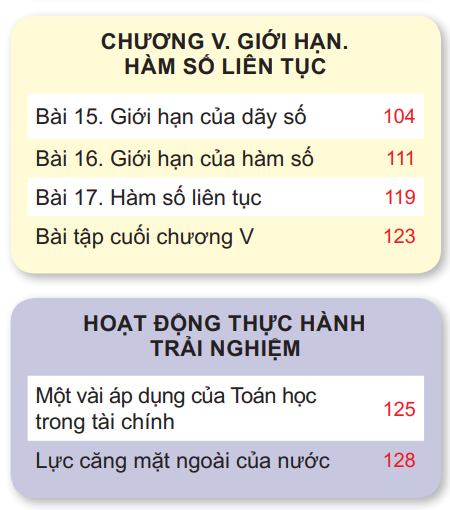 CHƯƠNG V. GIỚI HẠN.
HÀM SỐ LIÊN TỤC
Bài 15. Giới hạn của dãy số 104
Bài 16. Giới hạn của hàm số 111
Bài 17. Hàm số liên tục 119
Bài tập cuối chương V 123
HOẠT ĐỘNG THỰC HÀNH
TRẢI NGHIỆM
Một vài áp dụng của Toán học
trong tài chính 125
Lực căng mặt ngoài của nước 128